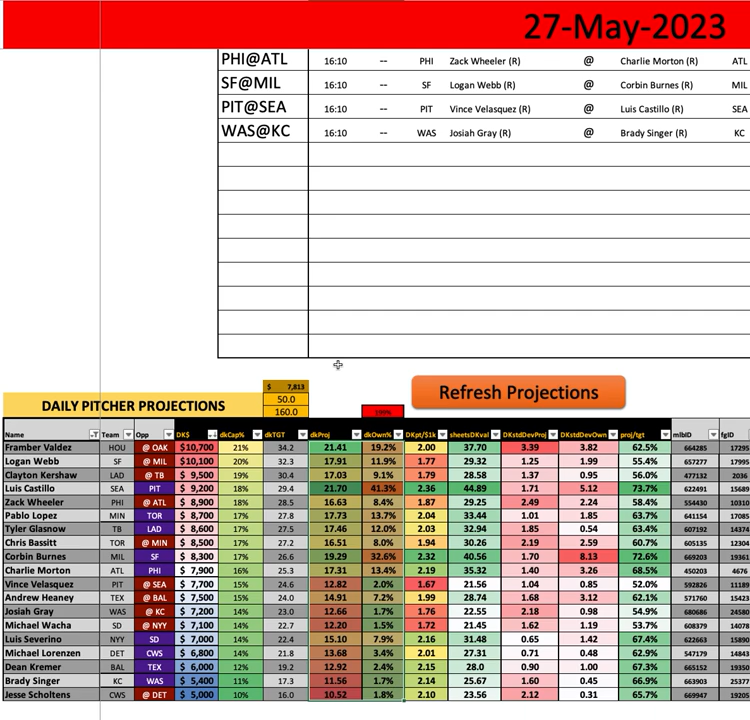 27-May-2023
PHI@ATL 16:10 -- PHI Zack Wheeler (R) @ Charlie Morton (R) ATL
SF@MIL 16:10 -- SF Logan Webb (R) @ Corbin Burnes (R) MIL
PIT@SEA 16:10 -- PIT Vince Velasquez (R) @ Luis Castillo (R) SEA
WAS@KC 16:10 -- WAS Josiah Gray (R) @ Brady Singer (R) KC
$ 7,813
50.0
DAILY PITCHER PROJECTIONS 160.0 199%
Refresh Projections
Name Team Opp DK$ dkCap% dkTGT dkProj dkOwn% DKpt/$1k sheetsDKval DKstdDevProj DKstdDevOwn proj/tgt mlbID fgID
Framber Valdez HOU @ OAK $10,700 21% 34.2 21.41 19.2% 2.00 37.70 3.39 3.82 62.5% 664285 17295
Logan Webb SF @ MIL $10,100 20% 32.3 17.91 11.9% 1.77 29.32 1.25 1.99 55.4% 657277 17995
Clayton Kershaw LAD @ TB $ 9,500 19% 30.4 17.03 9.1% 1.79 28.58 1.37 0.95 56.0% 477132 2036
Luis Castillo SEA PIT $ 9,200 18% 29.4 21.70 41.3% 2.36 44.89 1.71 5.12 73.7% 622491 15689
Zack Wheeler PHI @ ATL $ 8,900 18% 28.5 16.63 8.4% 1.87 29.25 2.49 2.24 58.4% 554430 10310
Pablo Lopez MIN TOR $ 8,700 17% 27.8 17.73 13.7% 2.04 33.44 1.01 1.85 63.7% 641154 17085
Tyler Glasnow TB LAD $ 8,600 17% 27.5 17.46 12.0% 2.03 32.94 1.85 0.54 63.4% 607192 14374
Chris Bassitt TOR @ MIN $ 8,500 17% 27.2 16.51 8.0% 1.94 30.26 2.19 2.59 60.7% 605135 12304
Corbin Burnes MIL SF $ 8,300 17% 26.6 19.29 32.6% 2.32 40.56 1.70 8.13 72.6% 669203 19361
Charlie Morton ATL PHI $ 7,900 16% 25.3 17.31 13.4% 2.19 35.32 1.40 3.26 68.5% 450203 4676
Vince Velasquez PIT @ SEA $ 7,700 15% 24.6 12.82 2.0% 1.67 21.56 1.04 0.85 52.0% 592826 11189
Andrew Heaney TEX @ BAL $ 7,500 15% 24.0 14.91 7.2% 1.99 28.74 1.68 3.12 62.1% 571760 15423
Josiah Gray WAS @ KC $ 7,200 14% 23.0 12.66 1.7% 1.76 22.55 2.18 0.98 54.9% 680686 24580
Michael Wacha SD @ NYY $ 7,100 14% 22.7 12.20 1.5% 1.72 21.45 1.62 1.19 53.7% 608379 14078
Luis Severino NYY SD $ 7,000 14% 22.4 15.10 7.9% 2.16 31.48 0.65 1.42 67.4% 622663 15890
Michael Lorenzen DET CWS $ 6,800 14% 21.8 13.68 3.4% 2.01 27.31 0.71 0.48 62.9% 547179 14843
Dean Kremer BAL TEX $ 6,000 12% 19.2 12.92 2.4% 2.15 28.0 0.90 1.00 67.3% 665152 19350
Brady Singer KC WAS $ 5,400 11% 17.3 11.56 1.7% 2.14 25.67 1.60 0.45 66.9% 663903 25377
Jesse Scholtens CWS @ DET $ 5,000 10% 16.0 10.52 1.8% 2.10 23.56 2.12 0.31 65.7% 669194 19205